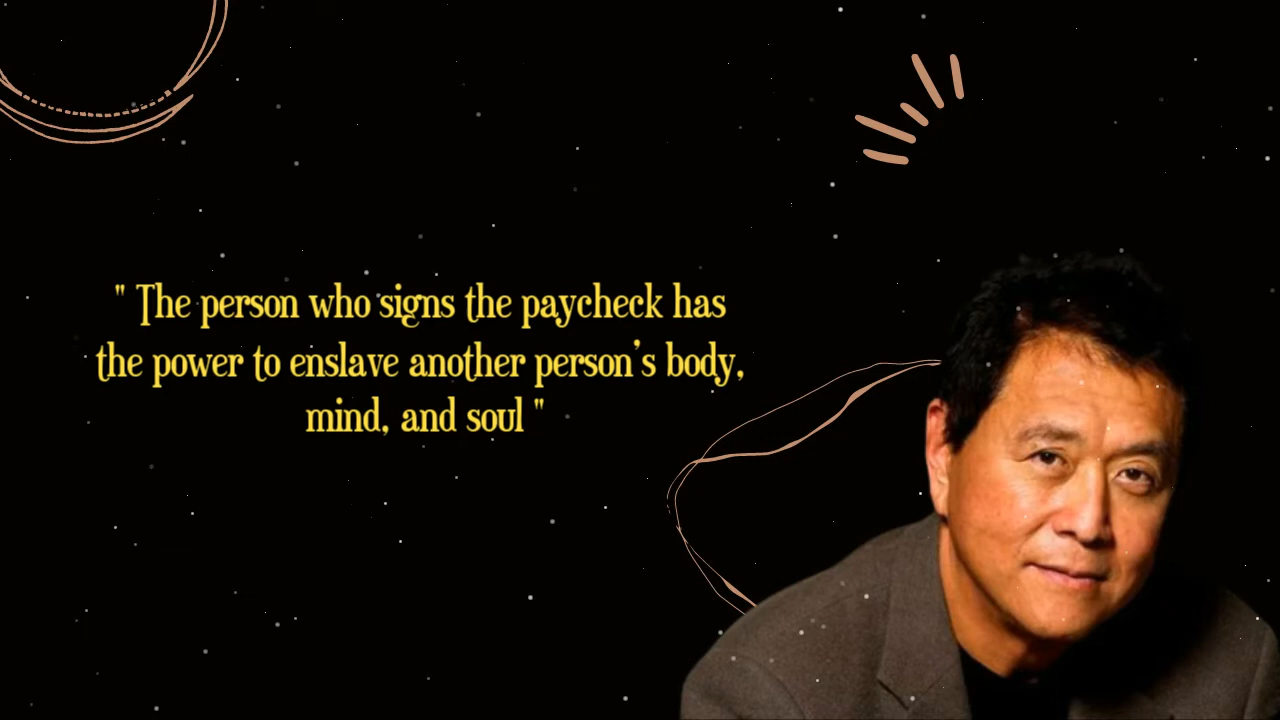 " The person who signs the paycheck has
the power to enslave another person's body,
mind, and soul "